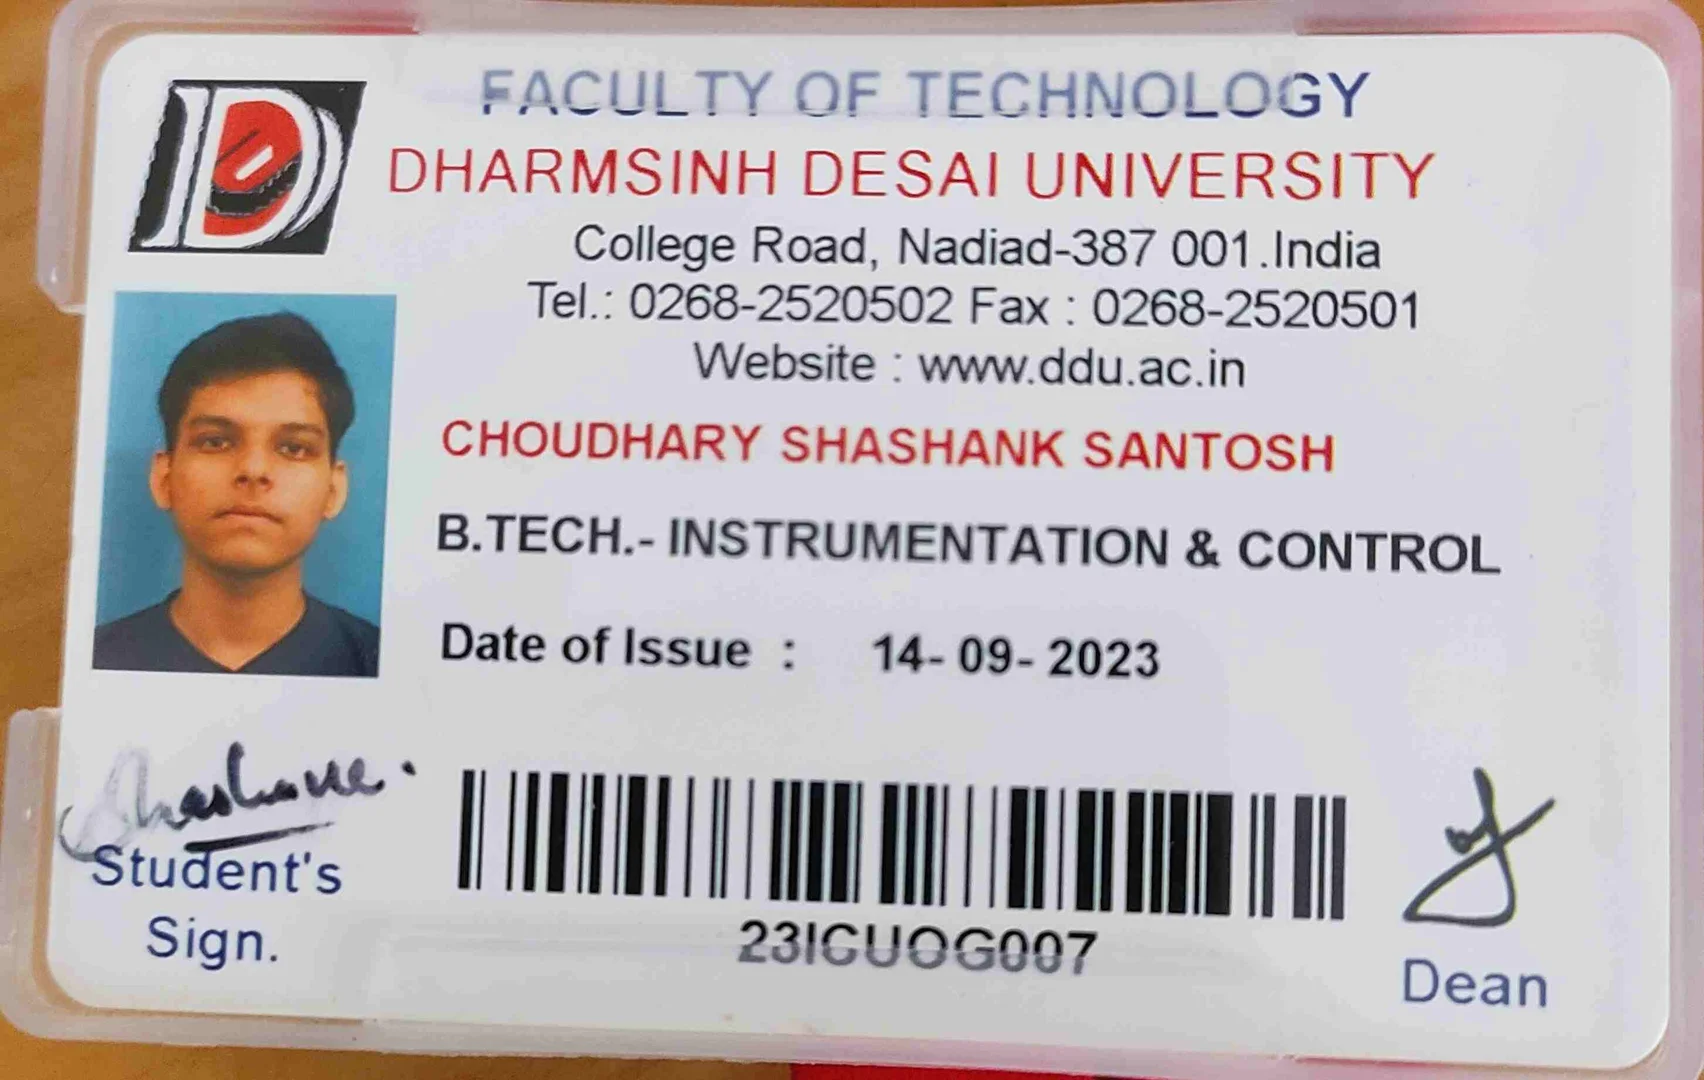 FACULTY OF TECHNOLOGY
DHARMSINH DESAI UNIVERSITY
College Road, Nadiad-387 001.India
Tel.: 0268-2520502 Fax : 0268-2520501
Website : www.ddu.ac.in
CHOUDHARY SHASHANK SANTOSH
B.TECH.- INSTRUMENTATION & CONTROL
Date of Issue : 14- 09- 2023
Student's
Sign.
23ICUOG007
Dean